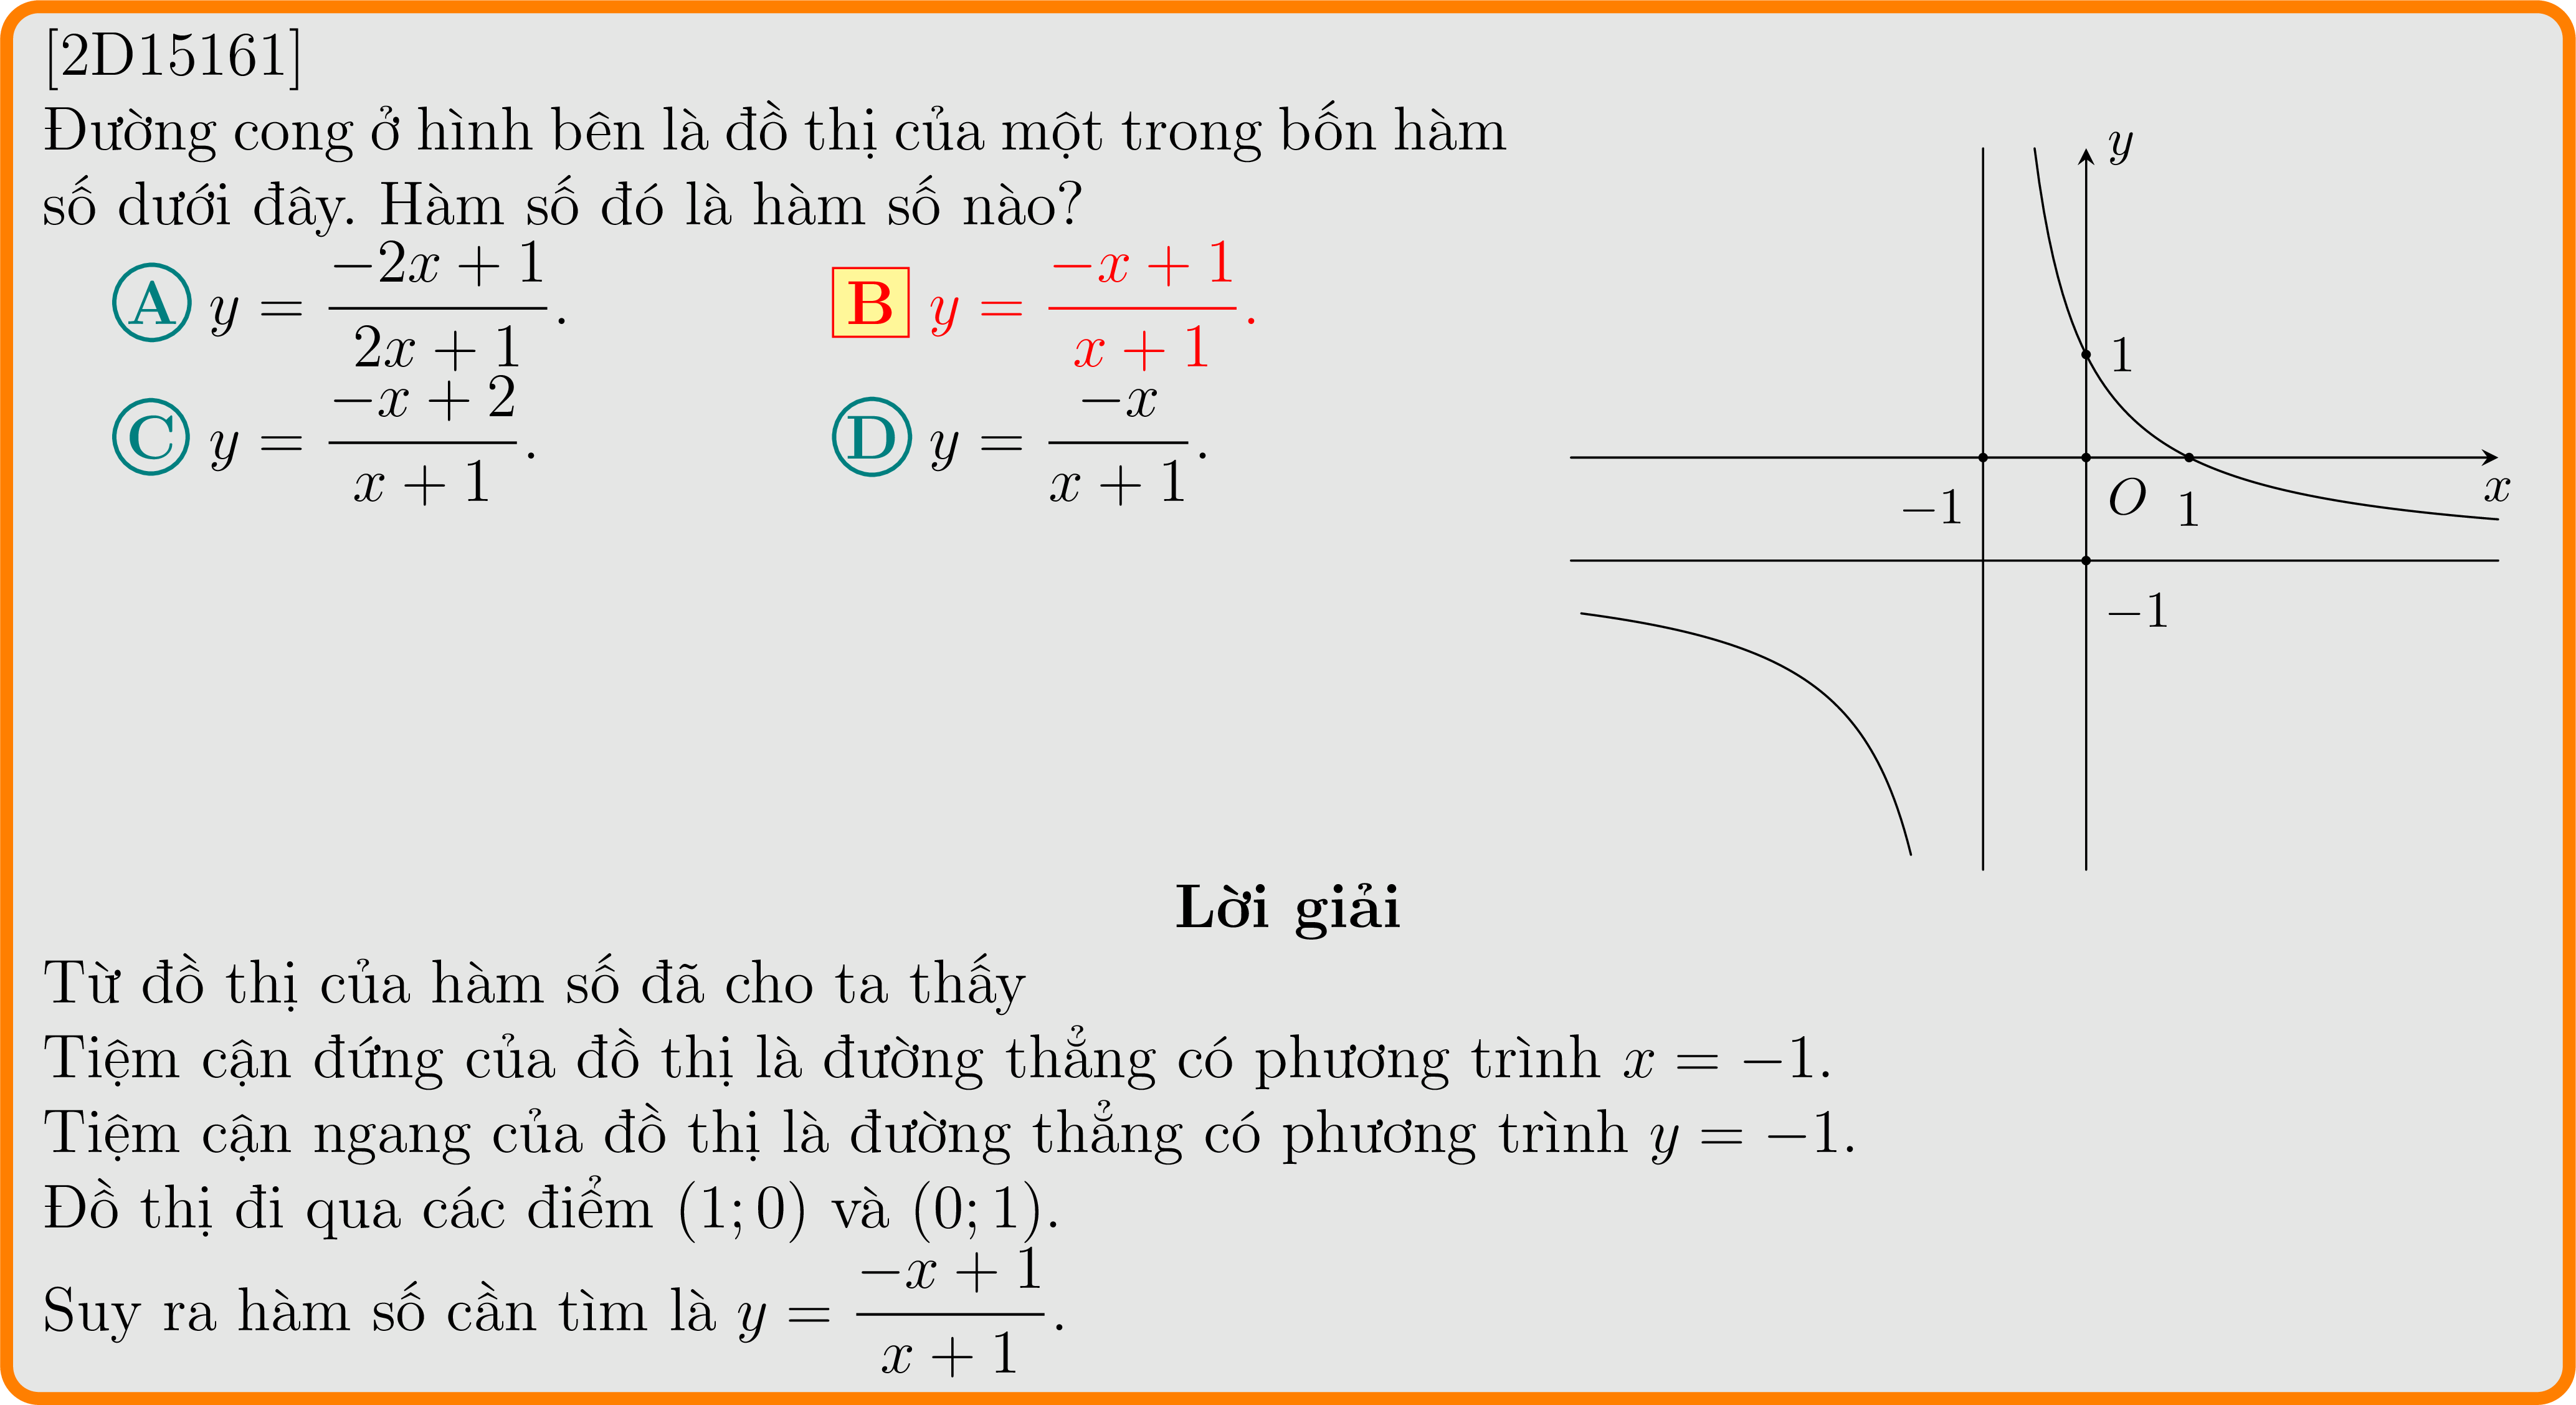 [2D15161]
Đường cong ở hình bên là đồ thị của một trong bốn hàm
số dưới đây. Hàm số đó là hàm số nào?
A y = \frac{-2x + 1}{2x + 1}.
B y = \frac{-x + 1}{x + 1}.
C y = \frac{-x + 2}{x + 1}.
D y = \frac{-x}{x + 1}.
y
1
x
−1
O
1
−1
Lời giải
Từ đồ thị của hàm số đã cho ta thấy
Tiệm cận đứng của đồ thị là đường thẳng có phương trình x = −1.
Tiệm cận ngang của đồ thị là đường thẳng có phương trình y = −1.
Đồ thị đi qua các điểm (1; 0) và (0; 1).
Suy ra hàm số cần tìm là y = \frac{-x + 1}{x + 1}.